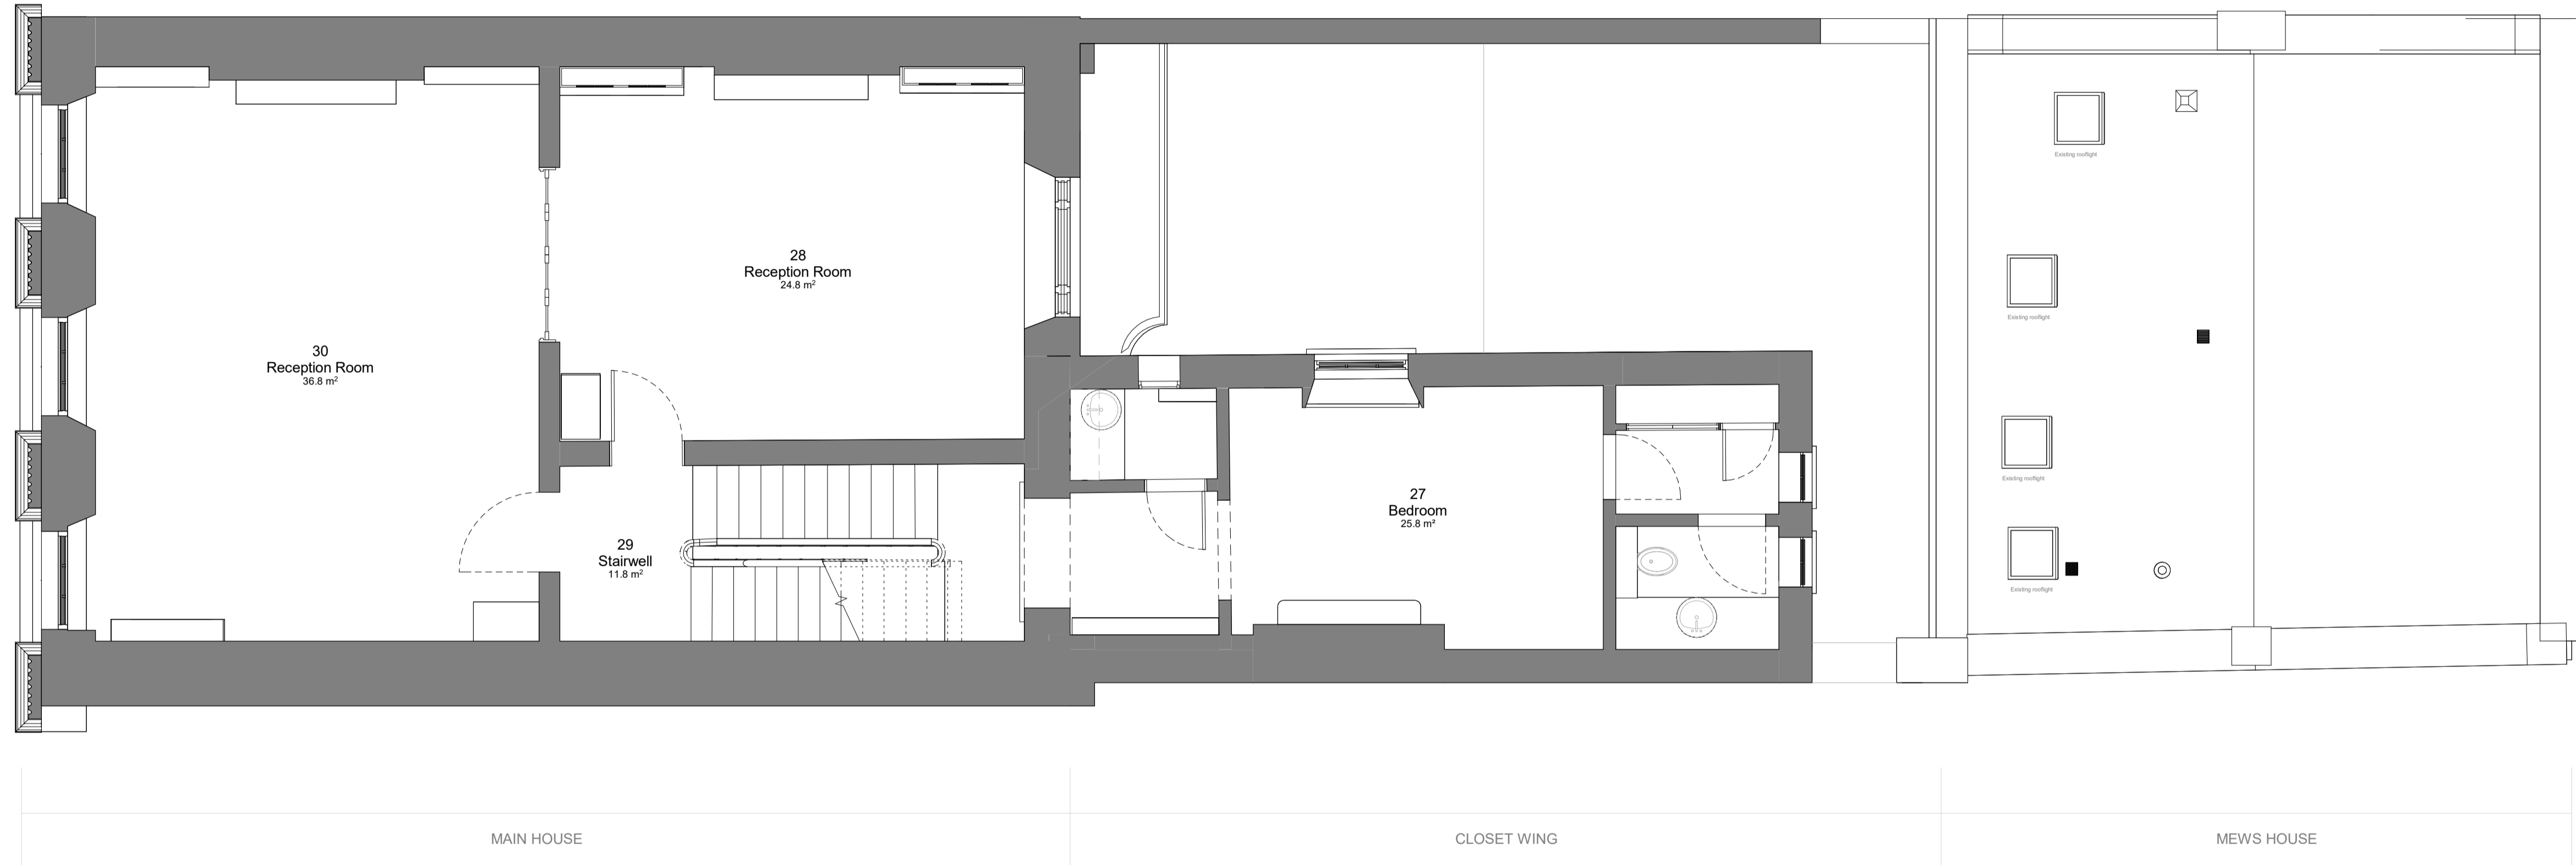 Existing rooflight
28
Reception Room
24.8 m²
Existing rooflight
30
Reception Room
36.8 m²
Existing rooflight
27
Bedroom
25.8 m²
29
Stairwell
11.8 m²
Existing rooflight
MAIN HOUSE
CLOSET WING
MEWS HOUSE